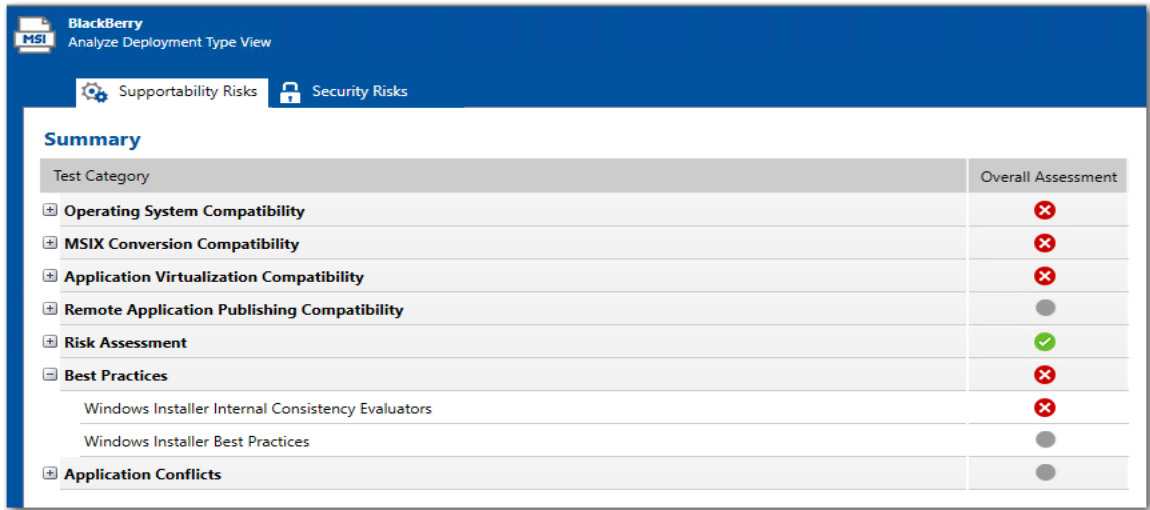 BlackBerry
MSI
Analyze Deployment Type View
Supportability Risks
Security Risks
Summary
Test Category
Overall Assessment
Operating System Compatibility
MSIX Conversion Compatibility
Application Virtualization Compatibility
Remote Application Publishing Compatibility
Risk Assessment
Best Practices
Windows Installer Internal Consistency Evaluators
Windows Installer Best Practices
Application Conflicts